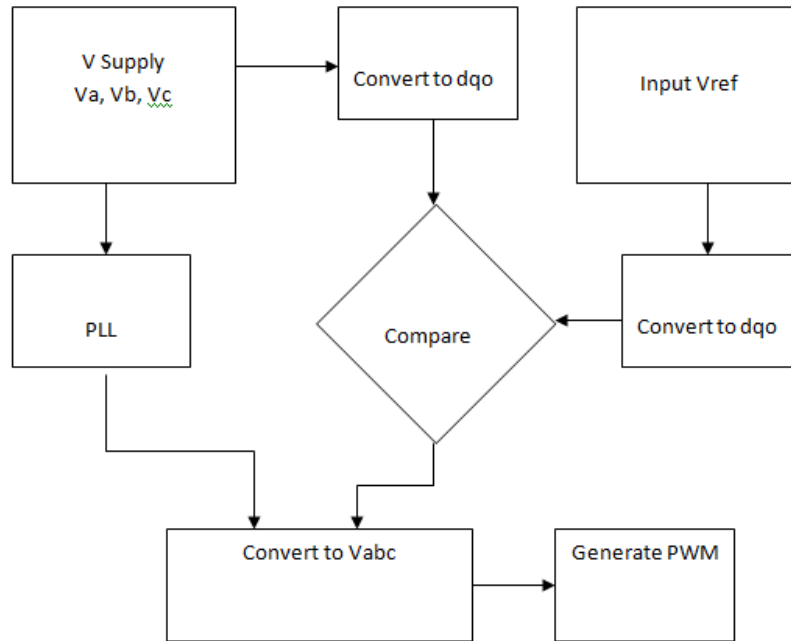 V Supply
Va, Vb, Vc
Convert to dqo
Input Vref
PLL
Compare
Convert to dqo
Convert to Vabc
Generate PWM